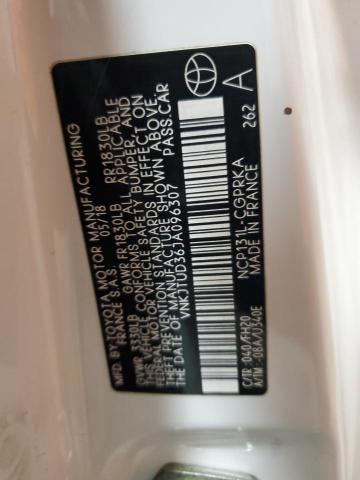 MFD. BY:TOYOTA MOTOR MANUFACTURING
FRANCE S.A.S. 05/18
GVWR 3330LB GAWR FR1830LB RR1830LB
THIS VEHICLE CONFORMS TO ALL APPLICABLE
FEDERAL MOTOR VEHICLE SAFETY, BUMPER, AND
THEFT PREVENTION STANDARDS IN EFFECT ON
THE DATE OF MANUFACTURE SHOWN ABOVE.
VNKJTUD36JA096307 PASS.CAR
NCP131L-CGPRKA
MADE IN FRANCE
C/TR 040/FH20
A/TM -08A/U340E
262
A